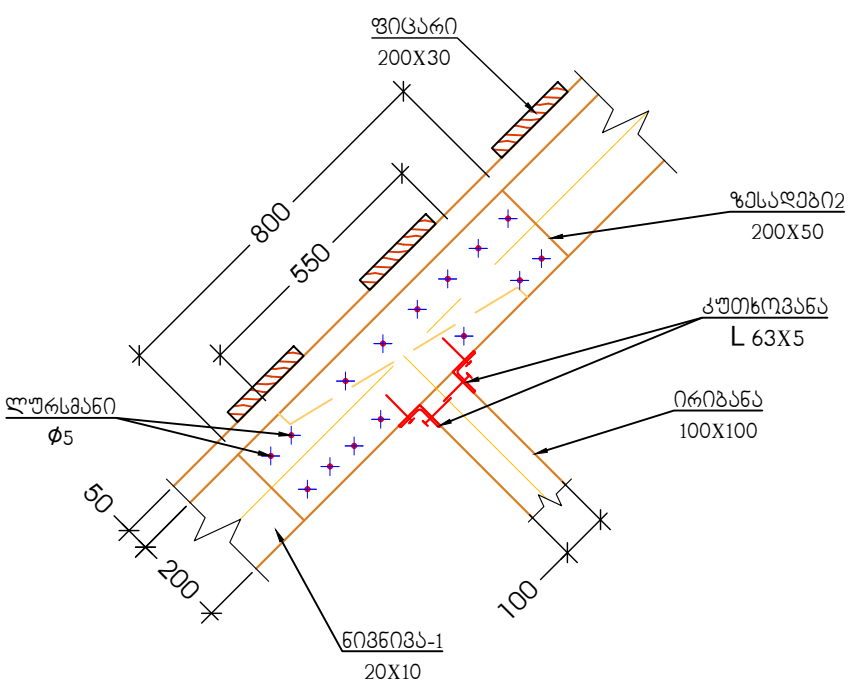 ფიცარი
200X30
800
550
ზესადები2
200X50
კუთხოვანა
L 63X5
ლურსმანი
Φ5
ირიბანა
100X100
50
200
100
ნივნივა-1
20X10